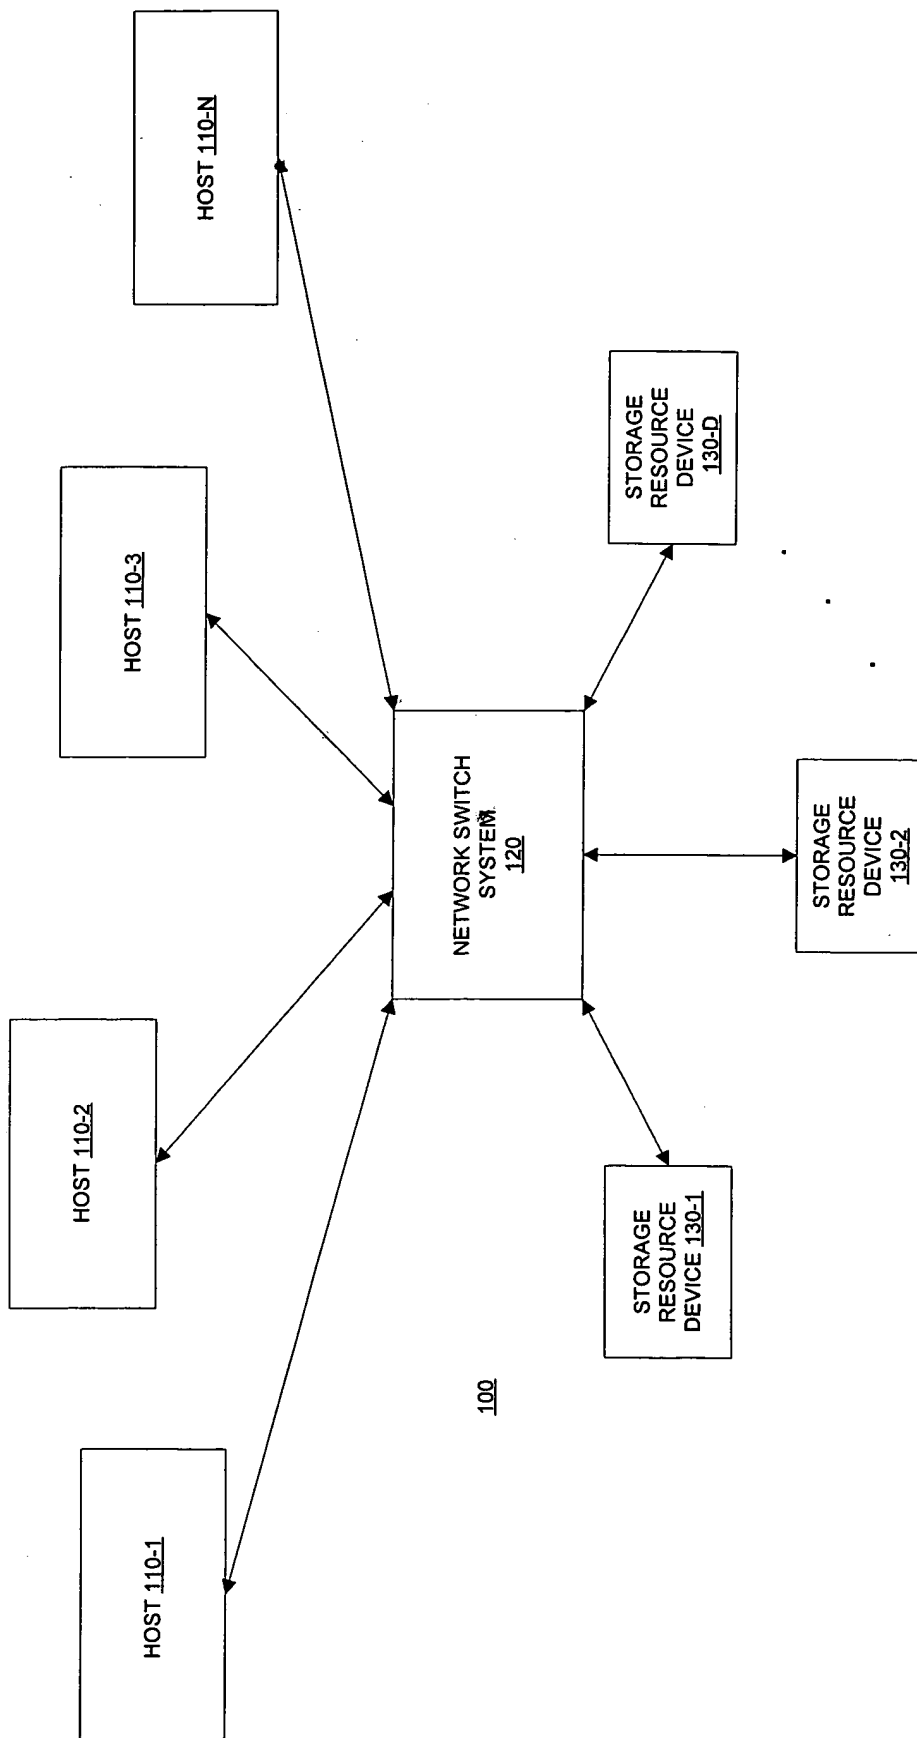 HOST 110-1
HOST 110-2
HOST 110-3
HOST 110-N
NETWORK SWITCH
SYSTEM
120
100
STORAGE
RESOURCE
DEVICE 130-1
STORAGE
RESOURCE
DEVICE
130-2
STORAGE
RESOURCE
DEVICE
130-D